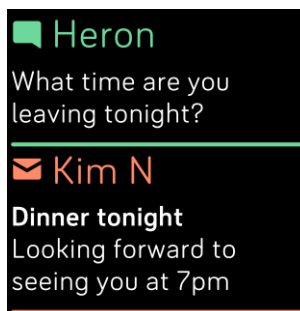 Heron
What time are you
leaving tonight?
Kim N
Dinner tonight
Looking forward to
seeing you at 7pm